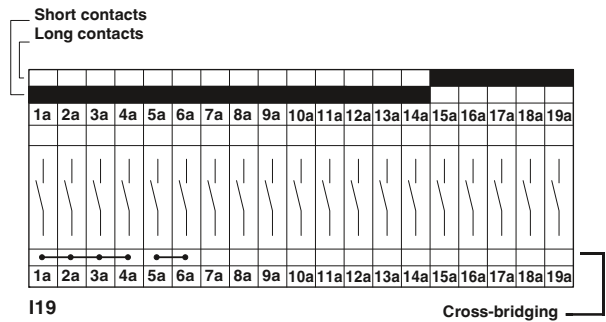 Short contacts
Long contacts
1a 2a 3a 4a 5a 6a 7a 8a 9a 10a 11a 12a 13a 14a 15a 16a 17a 18a 19a
1a 2a 3a 4a 5a 6a 7a 8a 9a 10a 11a 12a 13a 14a 15a 16a 17a 18a 19a
I19
Cross-bridging